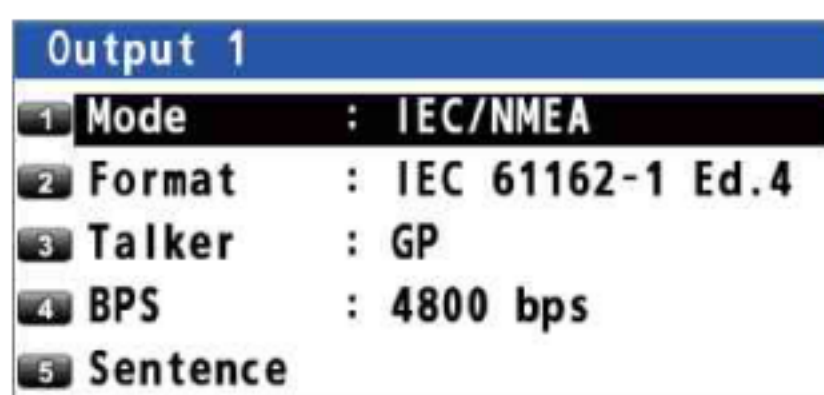 Output 1
1 Mode : IEC/NMEA
2 Format : IEC 61162-1 Ed.4
3 Talker : GP
4 BPS : 4800 bps
5 Sentence